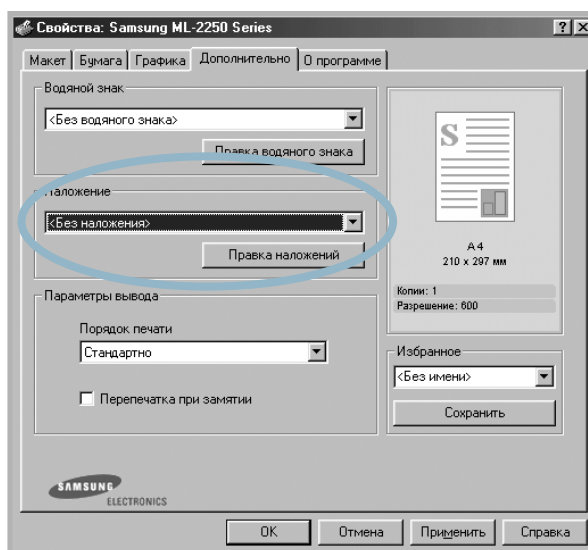 Свойства: Samsung ML-2250 Series
Макет Бумага Графика Дополнительно О программе
Водяной знак
<Без водяного знака>
Правка водяного знака
Наложение
<Без наложения>
Правка наложений
Параметры вывода
Порядок печати
Стандартно
Перепечатка при замятии
S
A4
210 x 297 мм
Копии: 1
Разрешение: 600
Избранное
<Без имени>
Сохранить
SAMSUNG
ELECTRONICS
OK Отмена Применить Справка